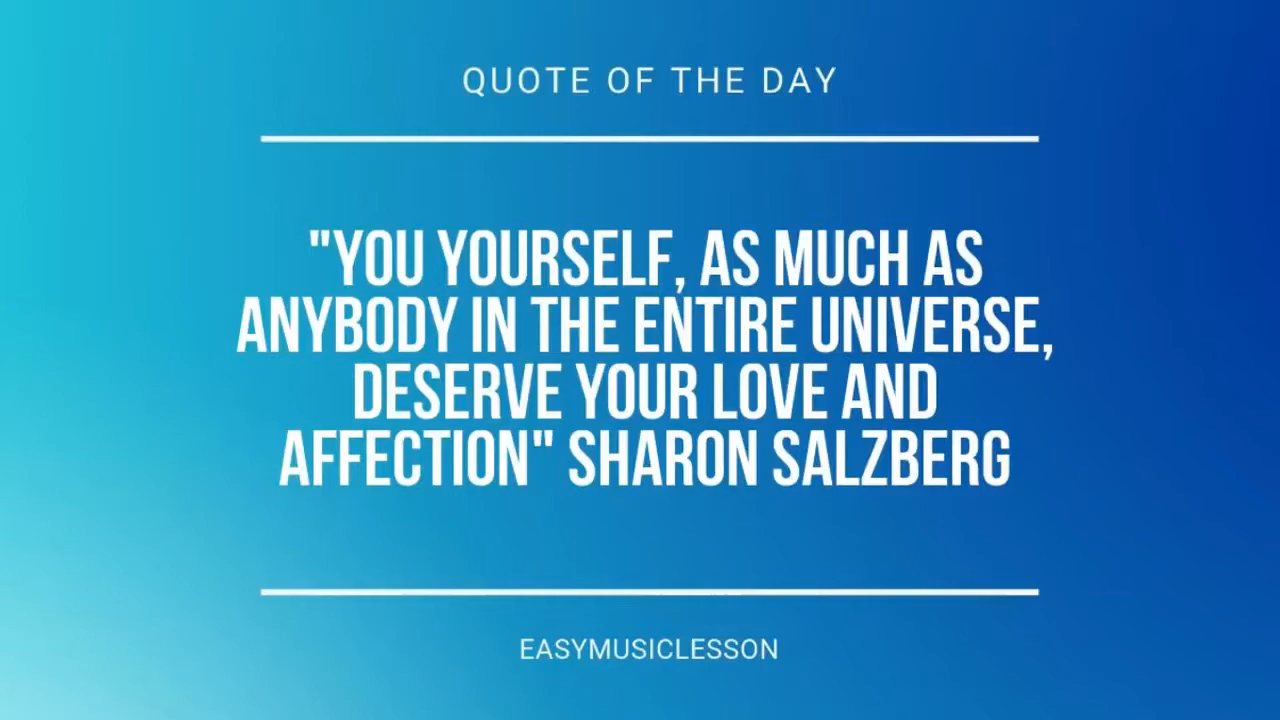 QUOTE OF THE DAY
"YOU YOURSELF, AS MUCH AS
ANYBODY IN THE ENTIRE UNIVERSE,
DESERVE YOUR LOVE AND
AFFECTION" SHARON SALZBERG
EASYMUSICLESSON